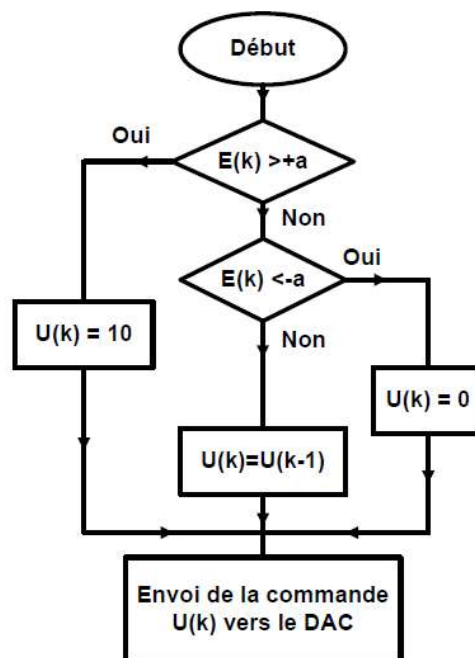 Début
Oui
E(k) >+a
Non
Oui
E(k) <-a
Non
U(k) = 10
U(k) = 0
U(k)=U(k-1)
Envoi de la commande
U(k) vers le DAC